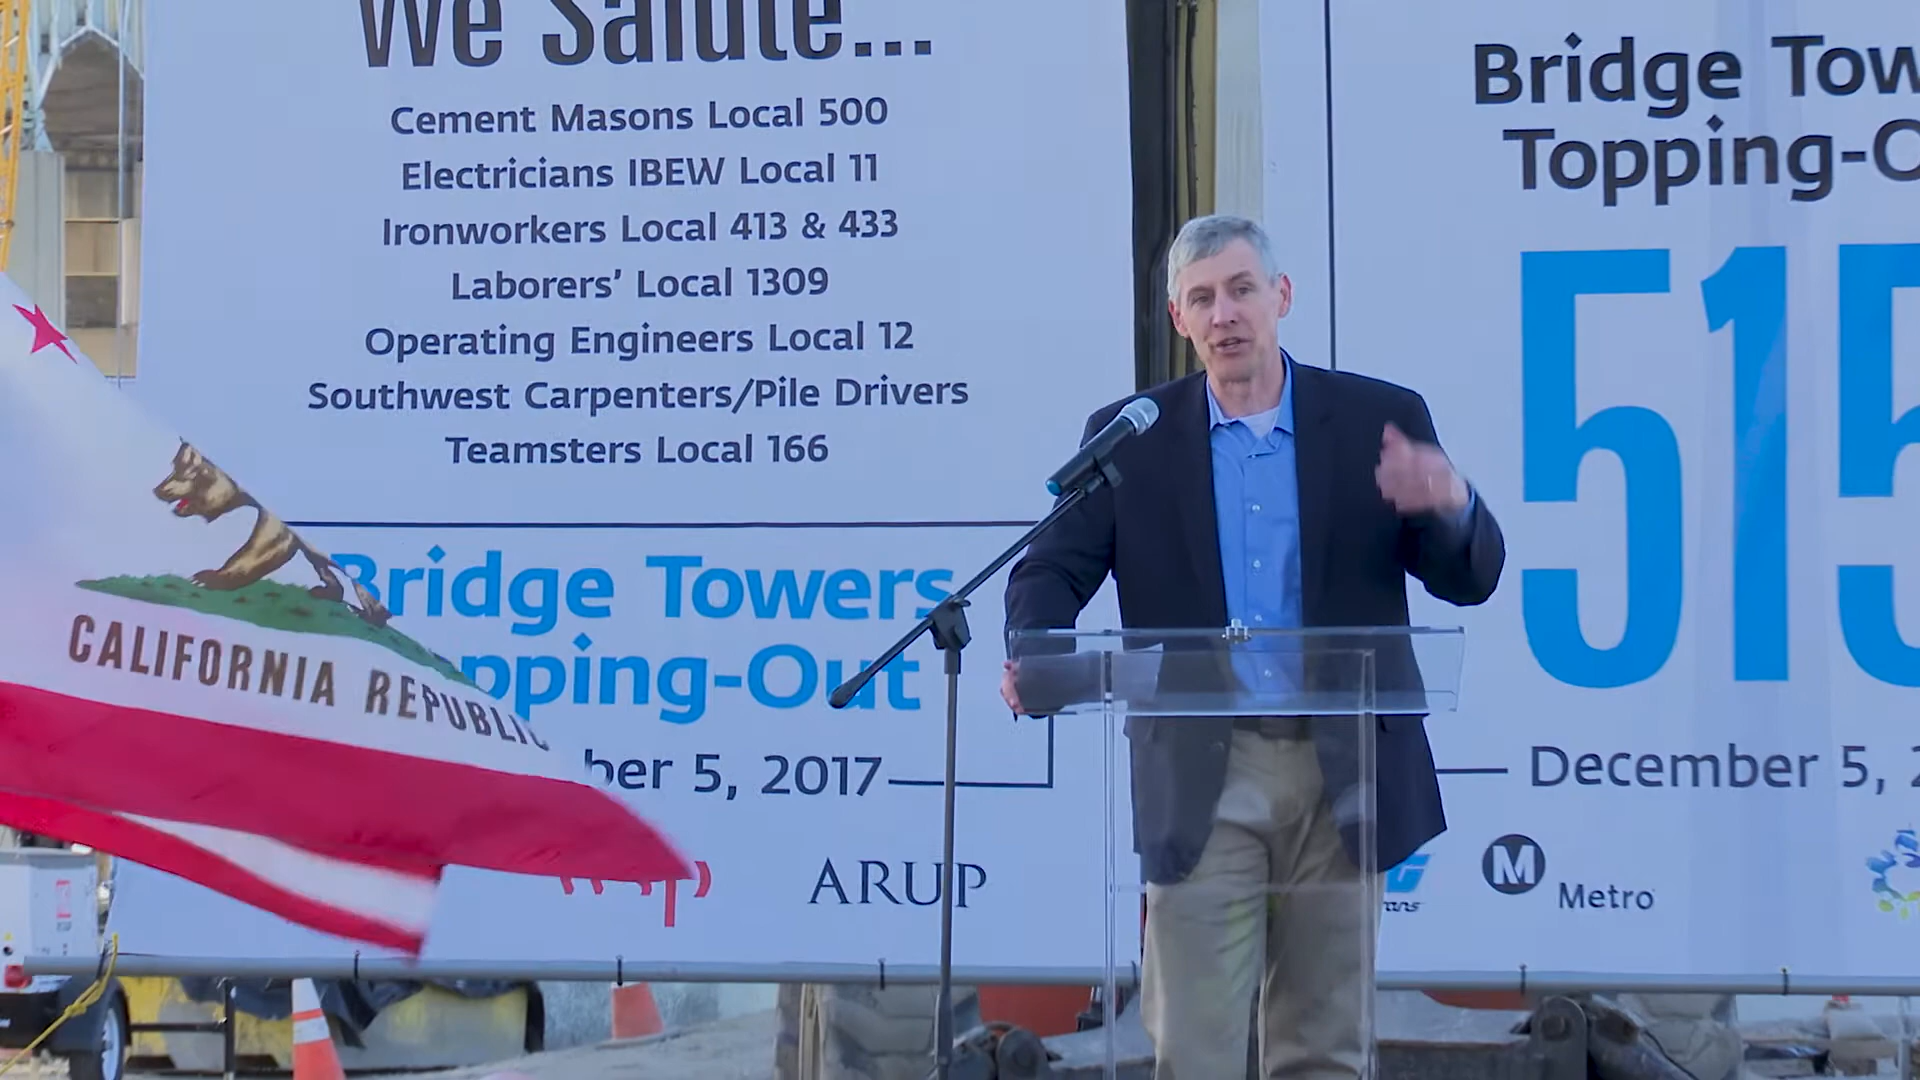 We Salute...
Cement Masons Local 500
Electricians IBEW Local 11
Ironworkers Local 413 & 433
Laborers' Local 1309
Operating Engineers Local 12
Southwest Carpenters/Pile Drivers
Teamsters Local 166
Bridge Towers
pping-Out
ber 5, 2017
ARUP
CALIFORNIA REPUBLIC
Bridge Tow
Topping-O
515
December 5, 2
M
Metro